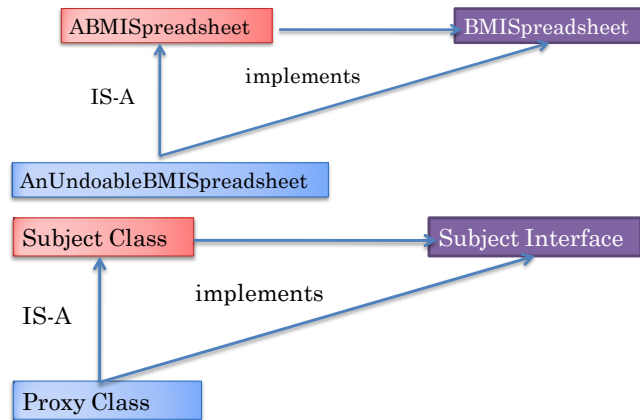 ABMISpreadsheet
BMISpreadsheet
implements
IS-A
AnUndoableBMISpreadsheet
Subject Class
Subject Interface
implements
IS-A
Proxy Class